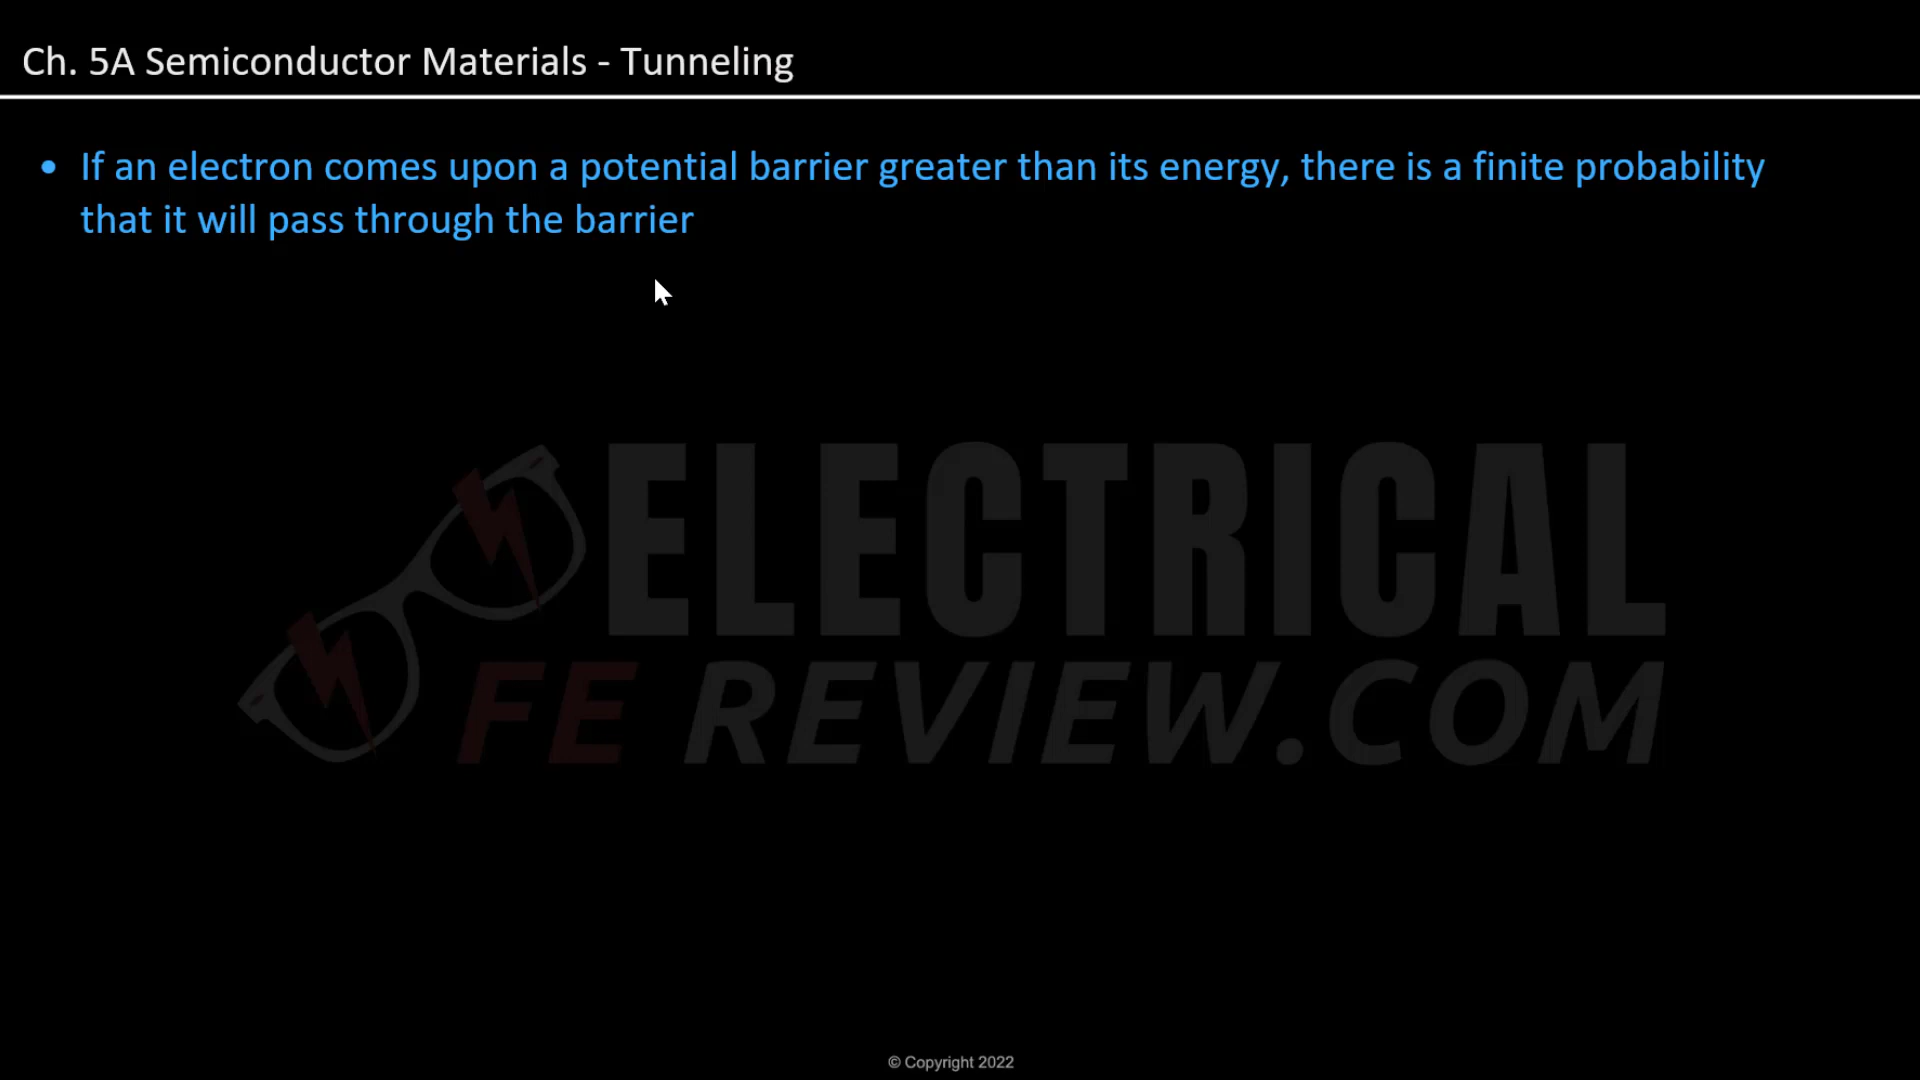 Ch. 5A Semiconductor Materials - Tunneling
• If an electron comes upon a potential barrier greater than its energy, there is a finite probability
that it will pass through the barrier
ELECTRICAL
FE REVIEW.COM
© Copyright 2022